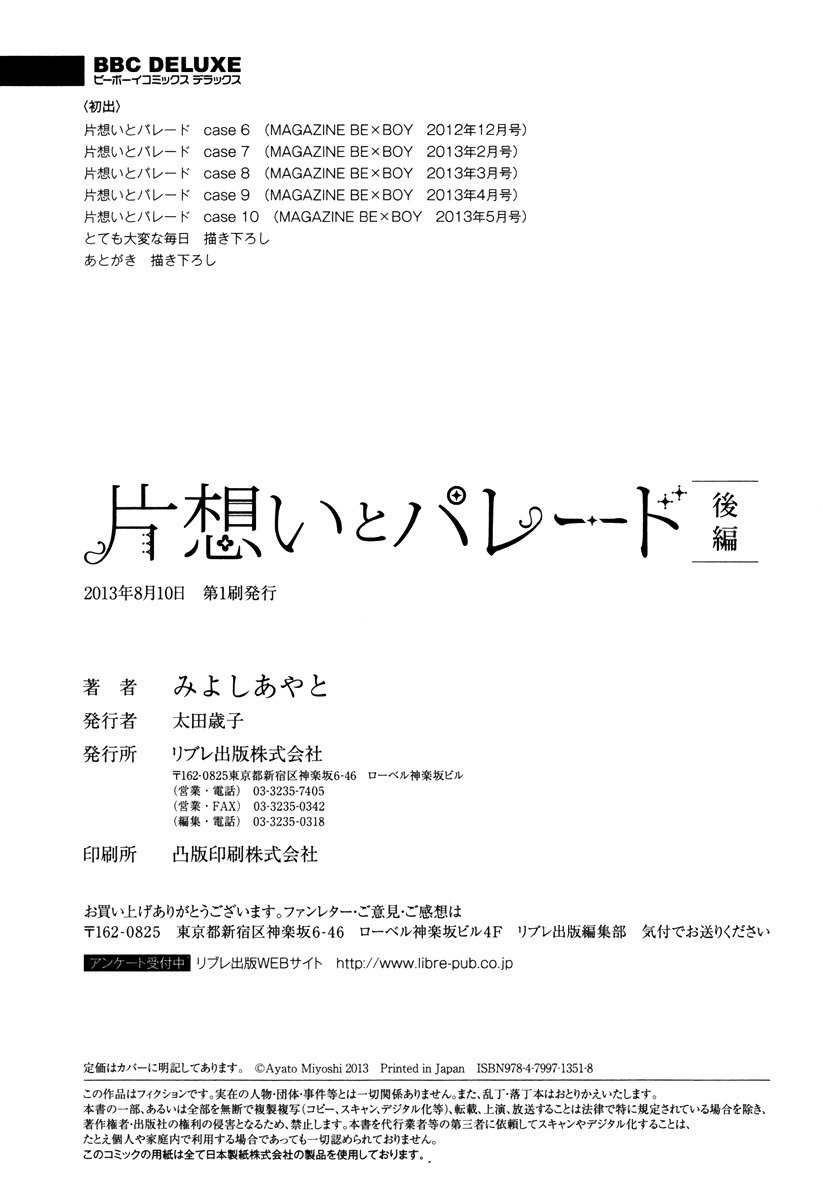 BBC DELUXE
ビーボーイコミックス デラックス
〈初出〉
片想いとパレード　case 6　（MAGAZINE BE×BOY　2012年12月号）
片想いとパレード　case 7　（MAGAZINE BE×BOY　2013年2月号）
片想いとパレード　case 8　（MAGAZINE BE×BOY　2013年3月号）
片想いとパレード　case 9　（MAGAZINE BE×BOY　2013年4月号）
片想いとパレード　case 10　（MAGAZINE BE×BOY　2013年5月号）
とても大変な毎日　描き下ろし
あとがき　描き下ろし
片想いとパレード 後編
2013年8月10日　第1刷発行
著　者　みよしあやと
発行者　太田歳子
発行所　リブレ出版株式会社
〒162-0825東京都新宿区神楽坂6-46　ローベル神楽坂ビル
（営業・電話）　03-3235-7405
（営業・FAX）　03-3235-0342
（編集・電話）　03-3235-0318
印刷所　凸版印刷株式会社
お買い上げありがとうございます。ファンレター・ご意見・ご感想は
〒162-0825　東京都新宿区神楽坂6-46　ローベル神楽坂ビル4F　リブレ出版編集部　気付でお送りください
アンケート受付中 リブレ出版WEBサイト　http://www.libre-pub.co.jp
定価はカバーに明記してあります。　©Ayato Miyoshi 2013　Printed in Japan　ISBN978-4-7997-1351-8
この作品はフィクションです。実在の人物・団体・事件等とは一切関係ありません。また、乱丁・落丁本はおとりかえいたします。
本書の一部、あるいは全部を無断で複製複写（コピー、スキャン、デジタル化等）、転載、上演、放送することは法律で特に規定されている場合を除き、
著作権者・出版社の権利の侵害となるため、禁止します。本書を代行業者等の第三者に依頼してスキャンやデジタル化することは、
たとえ個人や家庭内で利用する場合であっても一切認められておりません。
このコミックの用紙は全て日本製紙株式会社の製品を使用しております。